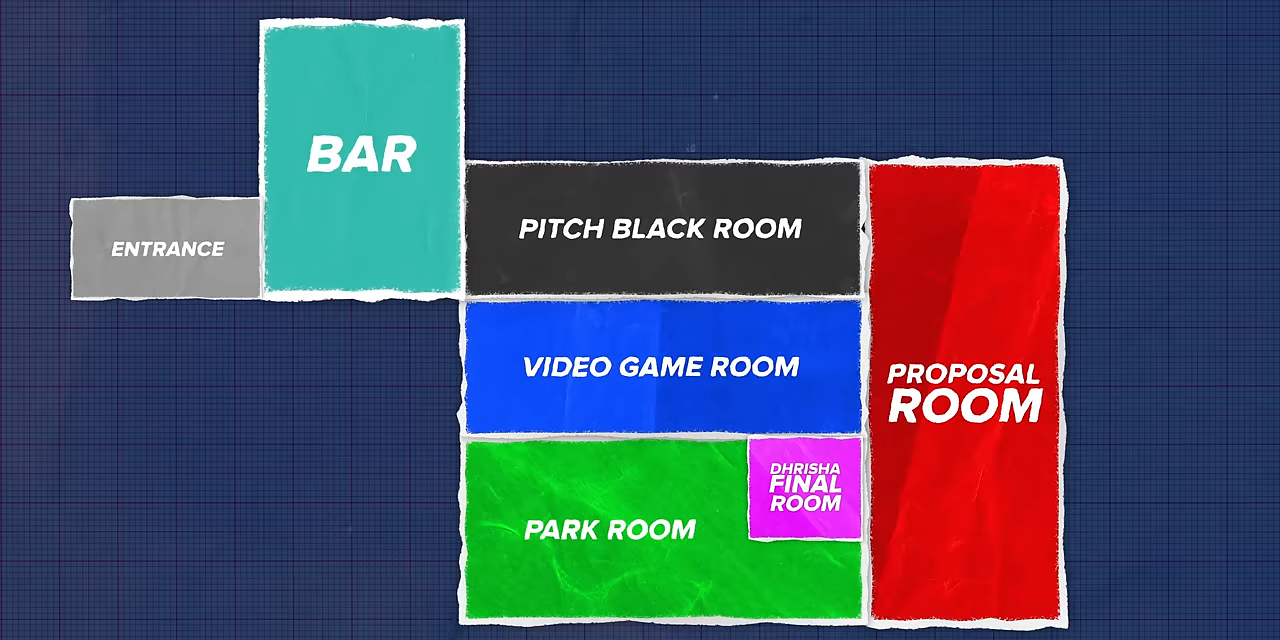 BAR
ENTRANCE
PITCH BLACK ROOM
VIDEO GAME ROOM
PROPOSAL
ROOM
DHRISHA
FINAL
ROOM
PARK ROOM